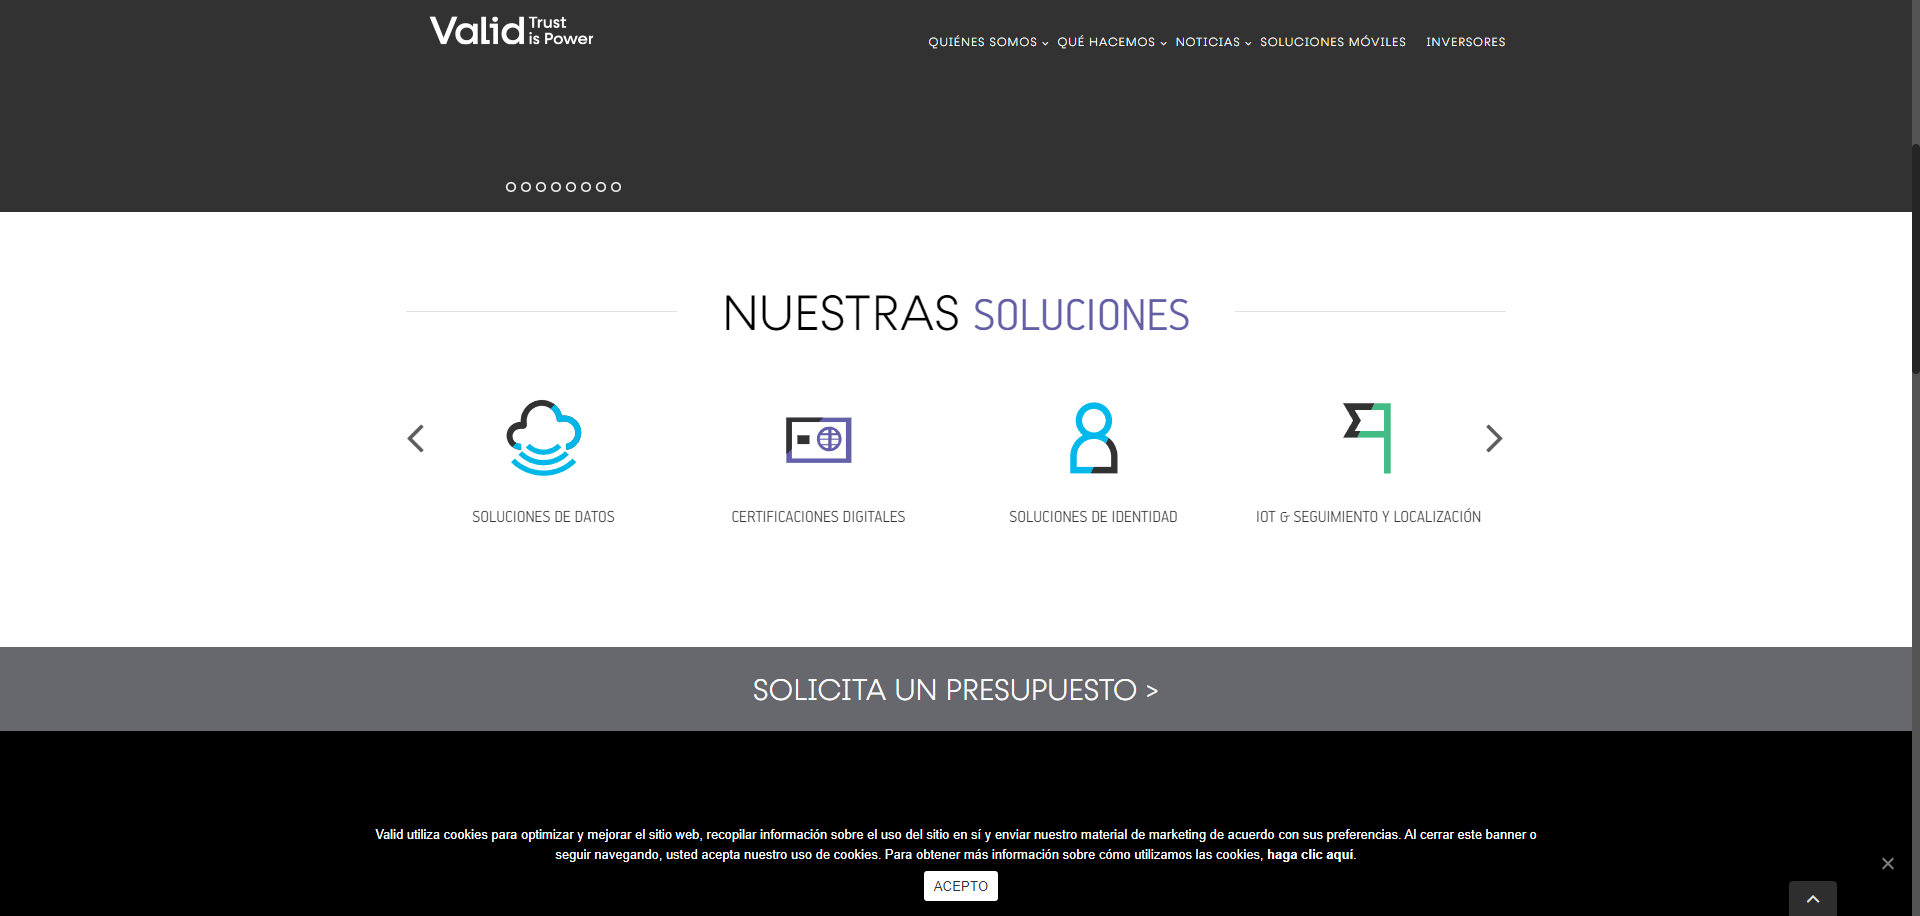 Valid Trust
is Power
QUIÉNES SOMOS QUÉ HACEMOS NOTICIAS SOLUCIONES MÓVILES INVERSORES
NUESTRAS SOLUCIONES
SOLUCIONES DE DATOS
CERTIFICACIONES DIGITALES
SOLUCIONES DE IDENTIDAD
IOT & SEGUIMIENTO Y LOCALIZACIÓN
SOLICITA UN PRESUPUESTO >
Valid utiliza cookies para optimizar y mejorar el sitio web, recopilar información sobre el uso del sitio en sí y enviar nuestro material de marketing de acuerdo con sus preferencias. Al cerrar este banner o
seguir navegando, usted acepta nuestro uso de cookies. Para obtener más información sobre cómo utilizamos las cookies, haga clic aquí.
ACEPTO